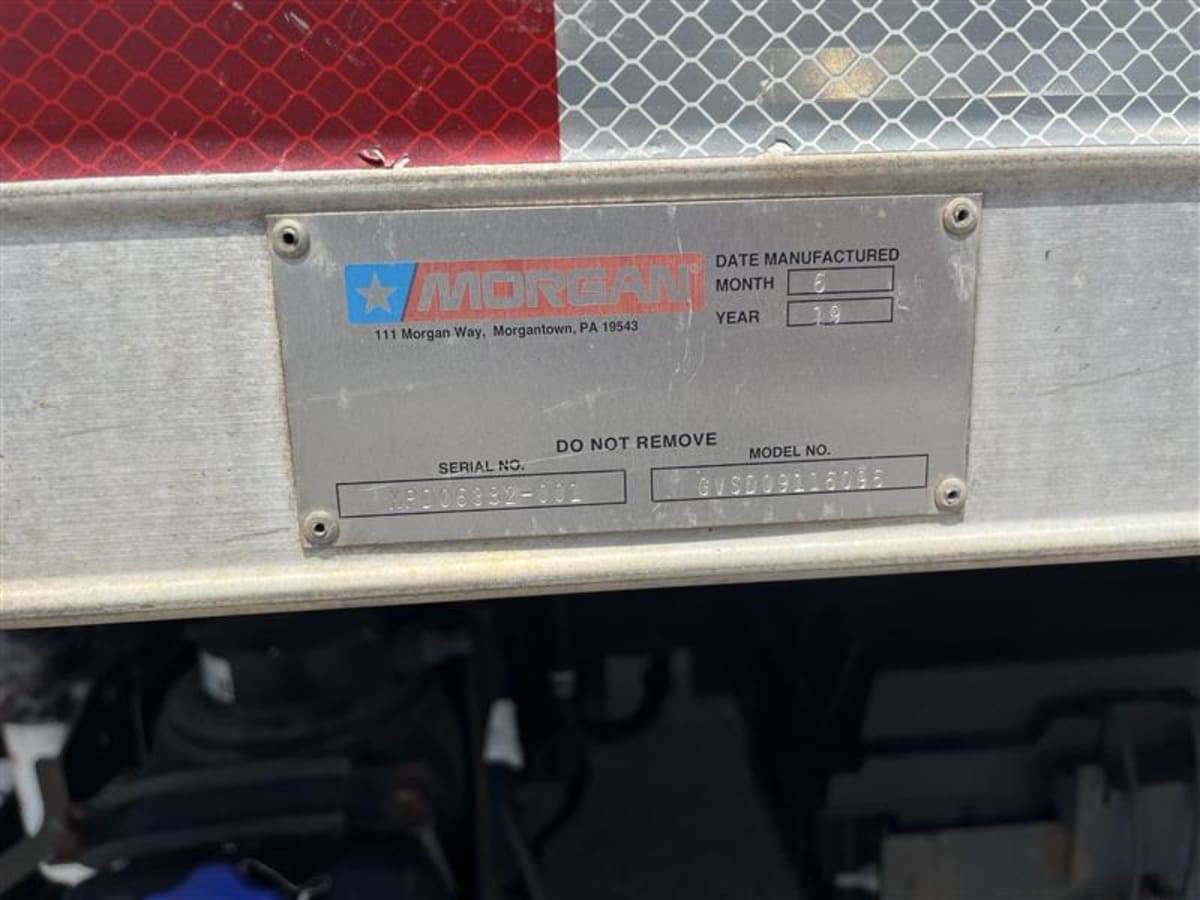 MORGAN
111 Morgan Way, Morgantown, PA 19543
DATE MANUFACTURED
MONTH 6
YEAR 19
DO NOT REMOVE
SERIAL NO.
MODEL NO.
GVSD09116096